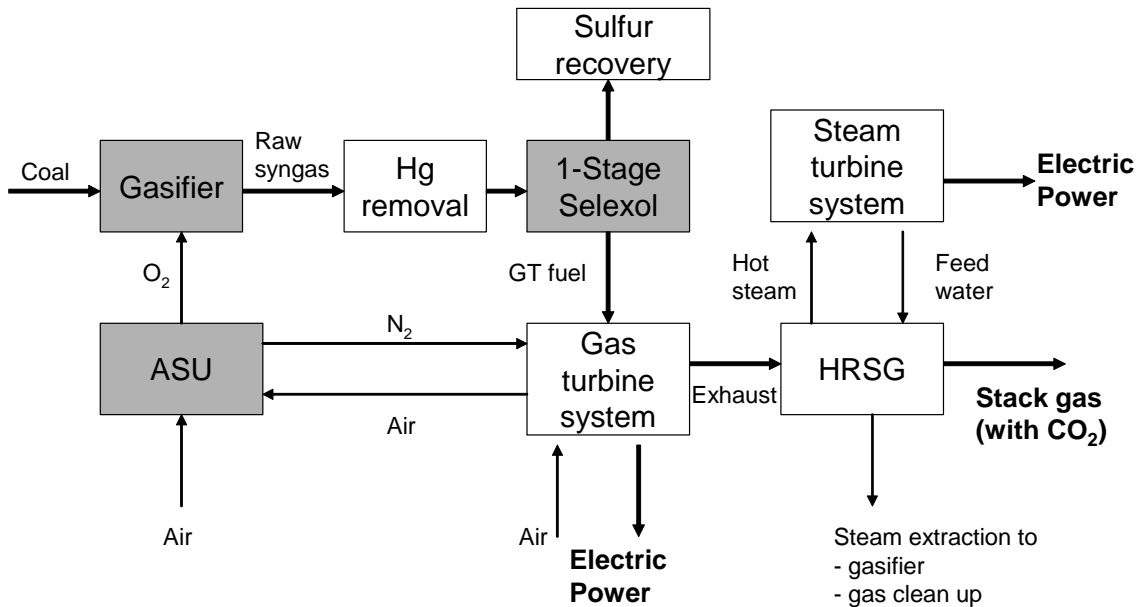 Sulfur
recovery
Coal
Gasifier
Raw
syngas
Hg
removal
1-Stage
Selexol
Steam
turbine
system
Electric
Power
O₂
GT fuel
Hot
steam
Feed
water
ASU
N₂
Air
Gas
turbine
system
Exhaust
HRSG
Stack gas
(with CO₂)
Air
Air
Electric
Power
Steam extraction to
- gasifier
- gas clean up